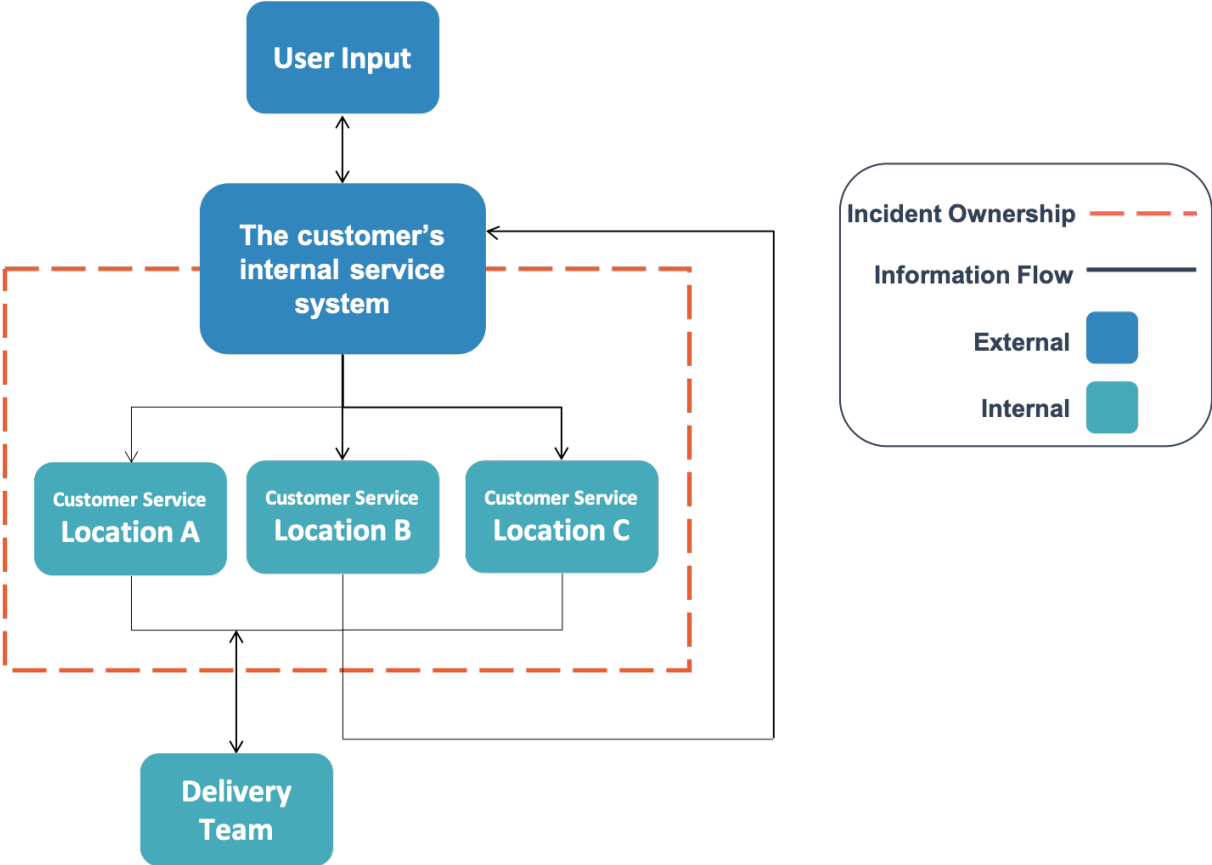 User Input
The customer’s
internal service
system
Customer Service
Location A
Customer Service
Location B
Customer Service
Location C
Delivery
Team
Incident Ownership
Information Flow
External
Internal